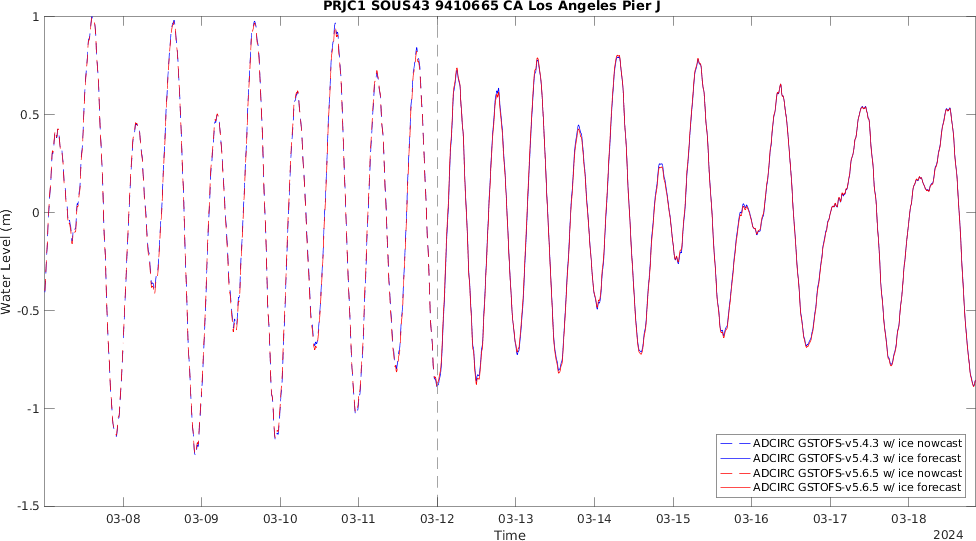 PRJC1 SOUS43 9410665 CA Los Angeles Pier J
1
0.5
0
-0.5
-1
-1.5
Water Level (m)
03-08 03-09 03-10 03-11 03-12 03-13 03-14 03-15 03-16 03-17 03-18
Time
2024
ADCIRC GSTOFS-v5.4.3 w/ ice nowcast
ADCIRC GSTOFS-v5.4.3 w/ ice forecast
ADCIRC GSTOFS-v5.6.5 w/ ice nowcast
ADCIRC GSTOFS-v5.6.5 w/ ice forecast